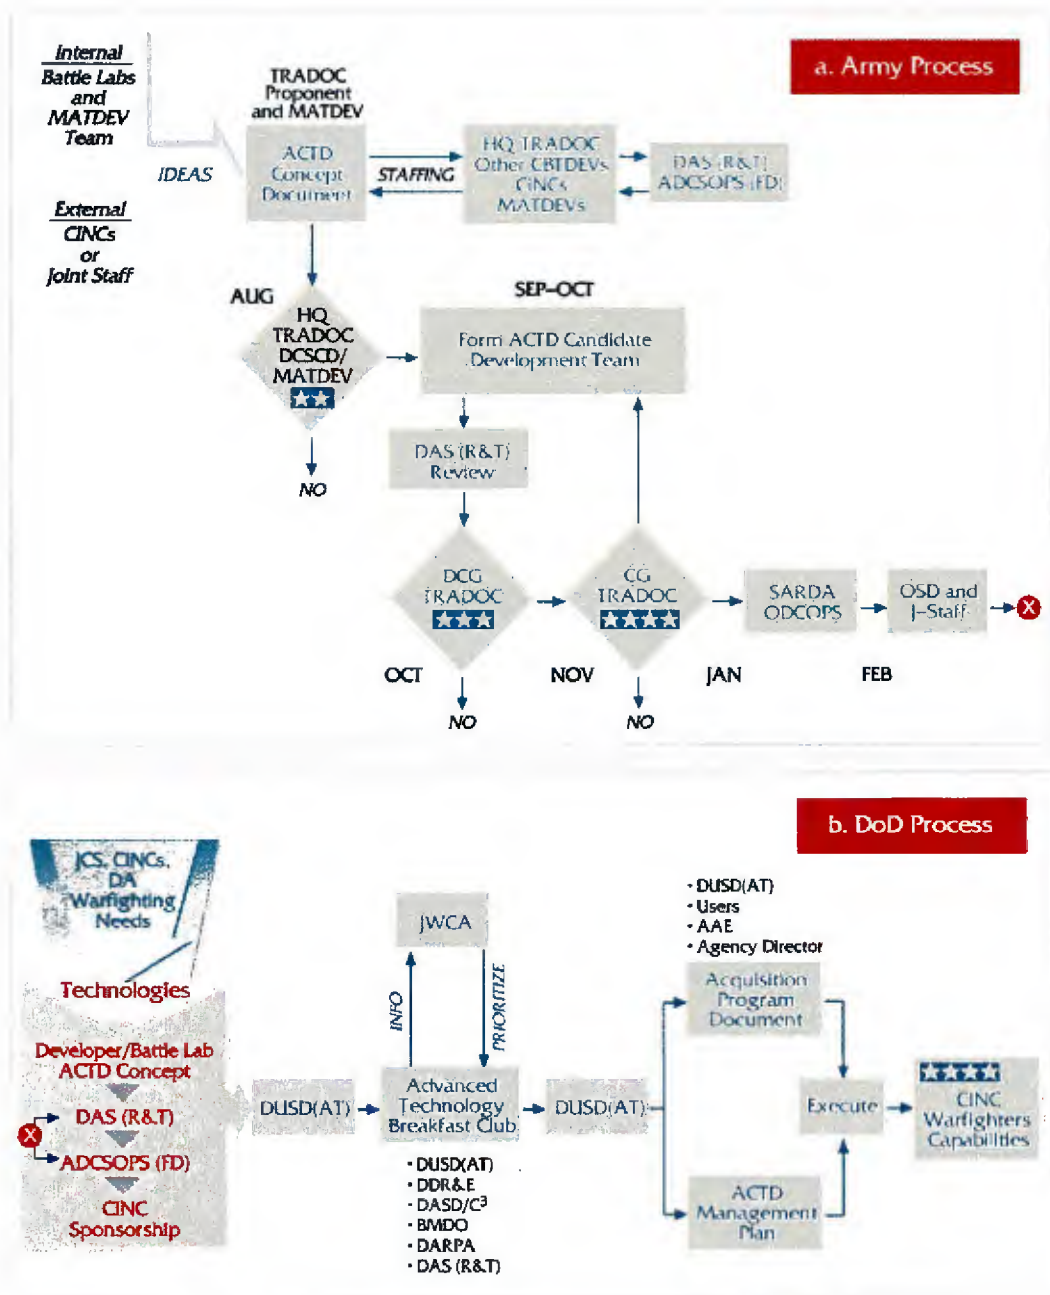 a. Army Process
Internal
Battle Labs
and
MATDEV
Team
IDEAS
External
CINCs
or
Joint Staff
TRADOC
Proponent
and MATDEV
ACTD
Concept
Document
STAFFING
HQ TRADOC
Other CBTDEVs
CINCs
MATDEVs
DAS (R&T)
ADCSOPS (FD)
AUG
HQ
TRADOC
DCSCD/
MATDEV
NO
SEP–OCT
Form ACTD Candidate
Development Team
DAS (R&T)
Review
DCG
TRADOC
OCT
NO
CG
TRADOC
NOV
NO
JAN
SARDA
ODCOPS
FEB
OSD and
J–Staff
X
b. DoD Process
JCS, CINCs,
DA
Warfighting
Needs
Technologies
Developer/Battle Lab
ACTD Concept
DAS (R&T)
X
ADCSOPS (FD)
CINC
Sponsorship
DUSD(AT)
JWCA
INFO
PRIORITIZE
Advanced
Technology
Breakfast Club
• DUSD(AT)
• DDR&E
• DASD/C³
• BMDO
• DARPA
• DAS (R&T)
DUSD(AT)
• DUSD(AT)
• Users
• AAE
• Agency Director
Acquisition
Program
Document
ACTD
Management
Plan
Execute
CINC
Warfighters
Capabilities